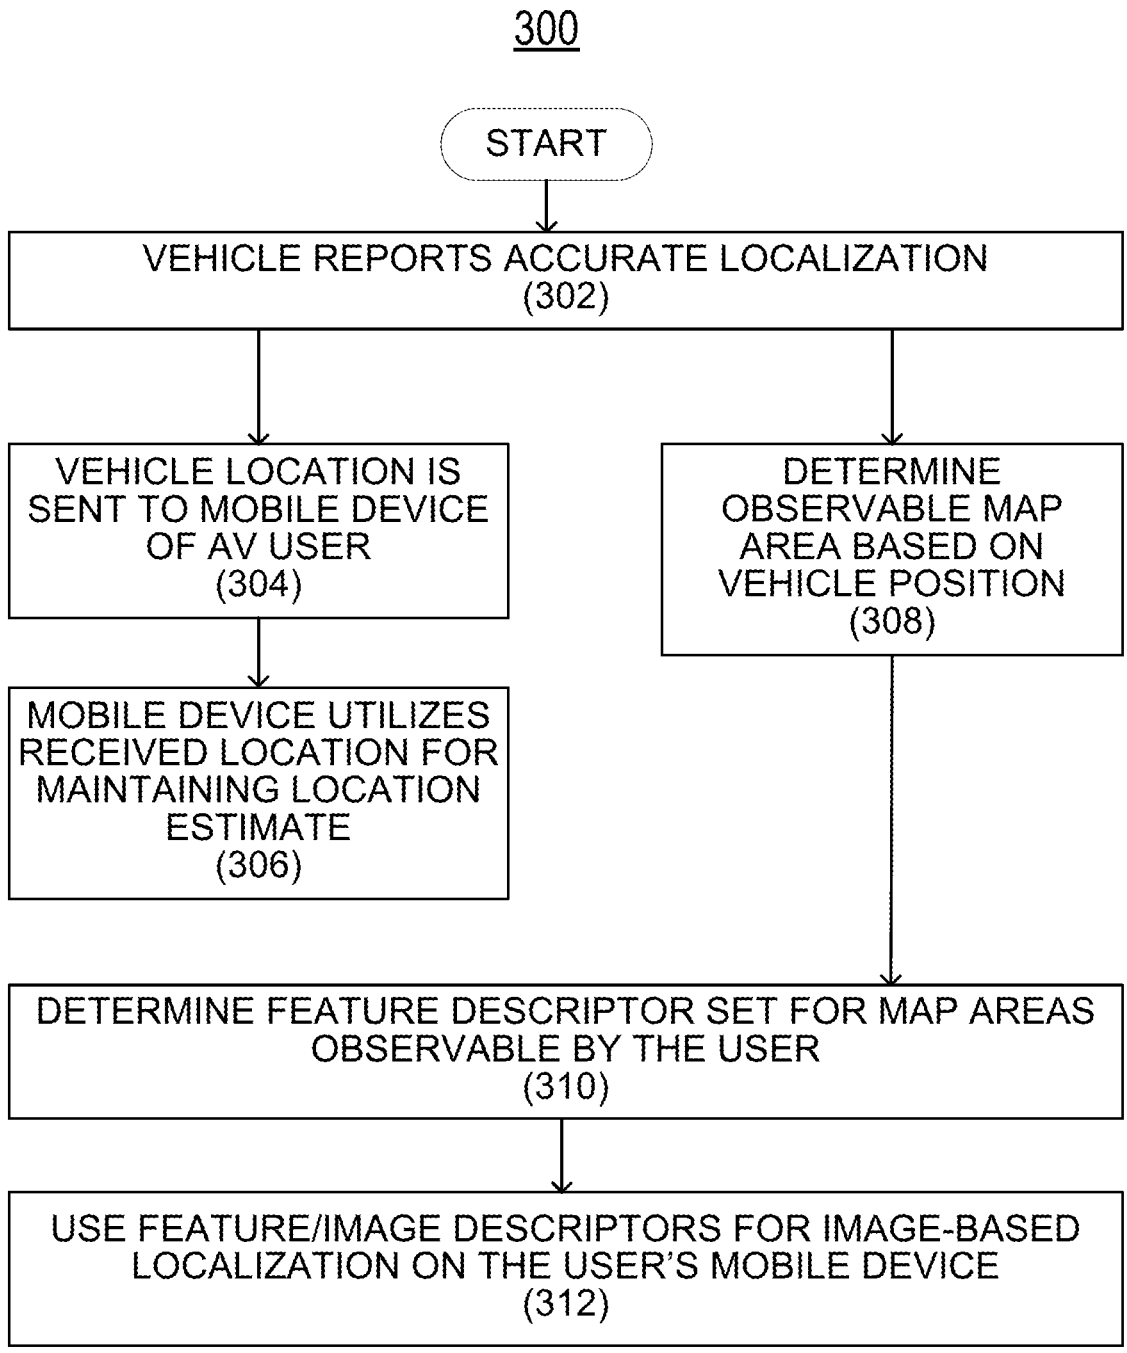 300
START
VEHICLE REPORTS ACCURATE LOCALIZATION
(302)
VEHICLE LOCATION IS
SENT TO MOBILE DEVICE
OF AV USER
(304)
MOBILE DEVICE UTILIZES
RECEIVED LOCATION FOR
MAINTAINING LOCATION
ESTIMATE
(306)
DETERMINE
OBSERVABLE MAP
AREA BASED ON
VEHICLE POSITION
(308)
DETERMINE FEATURE DESCRIPTOR SET FOR MAP AREAS
OBSERVABLE BY THE USER
(310)
USE FEATURE/IMAGE DESCRIPTORS FOR IMAGE-BASED
LOCALIZATION ON THE USER'S MOBILE DEVICE
(312)